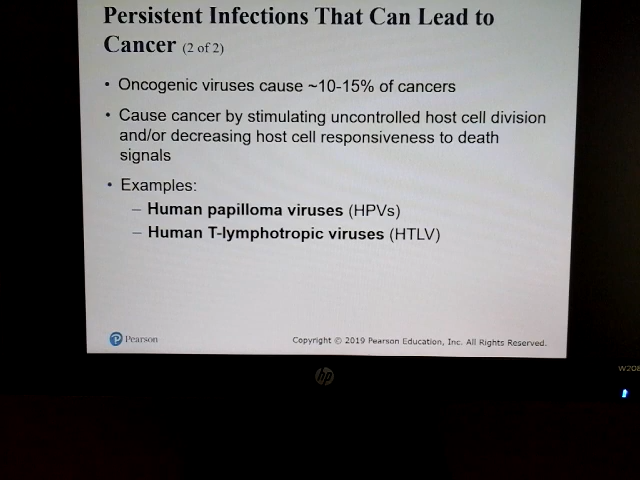 Persistent Infections That Can Lead to
Cancer (2 of 2)
• Oncogenic viruses cause ~10-15% of cancers
• Cause cancer by stimulating uncontrolled host cell division
and/or decreasing host cell responsiveness to death
signals
• Examples:
– Human papilloma viruses (HPVs)
– Human T-lymphotropic viruses (HTLV)
P Pearson
Copyright © 2019 Pearson Education, Inc. All Rights Reserved.
hp